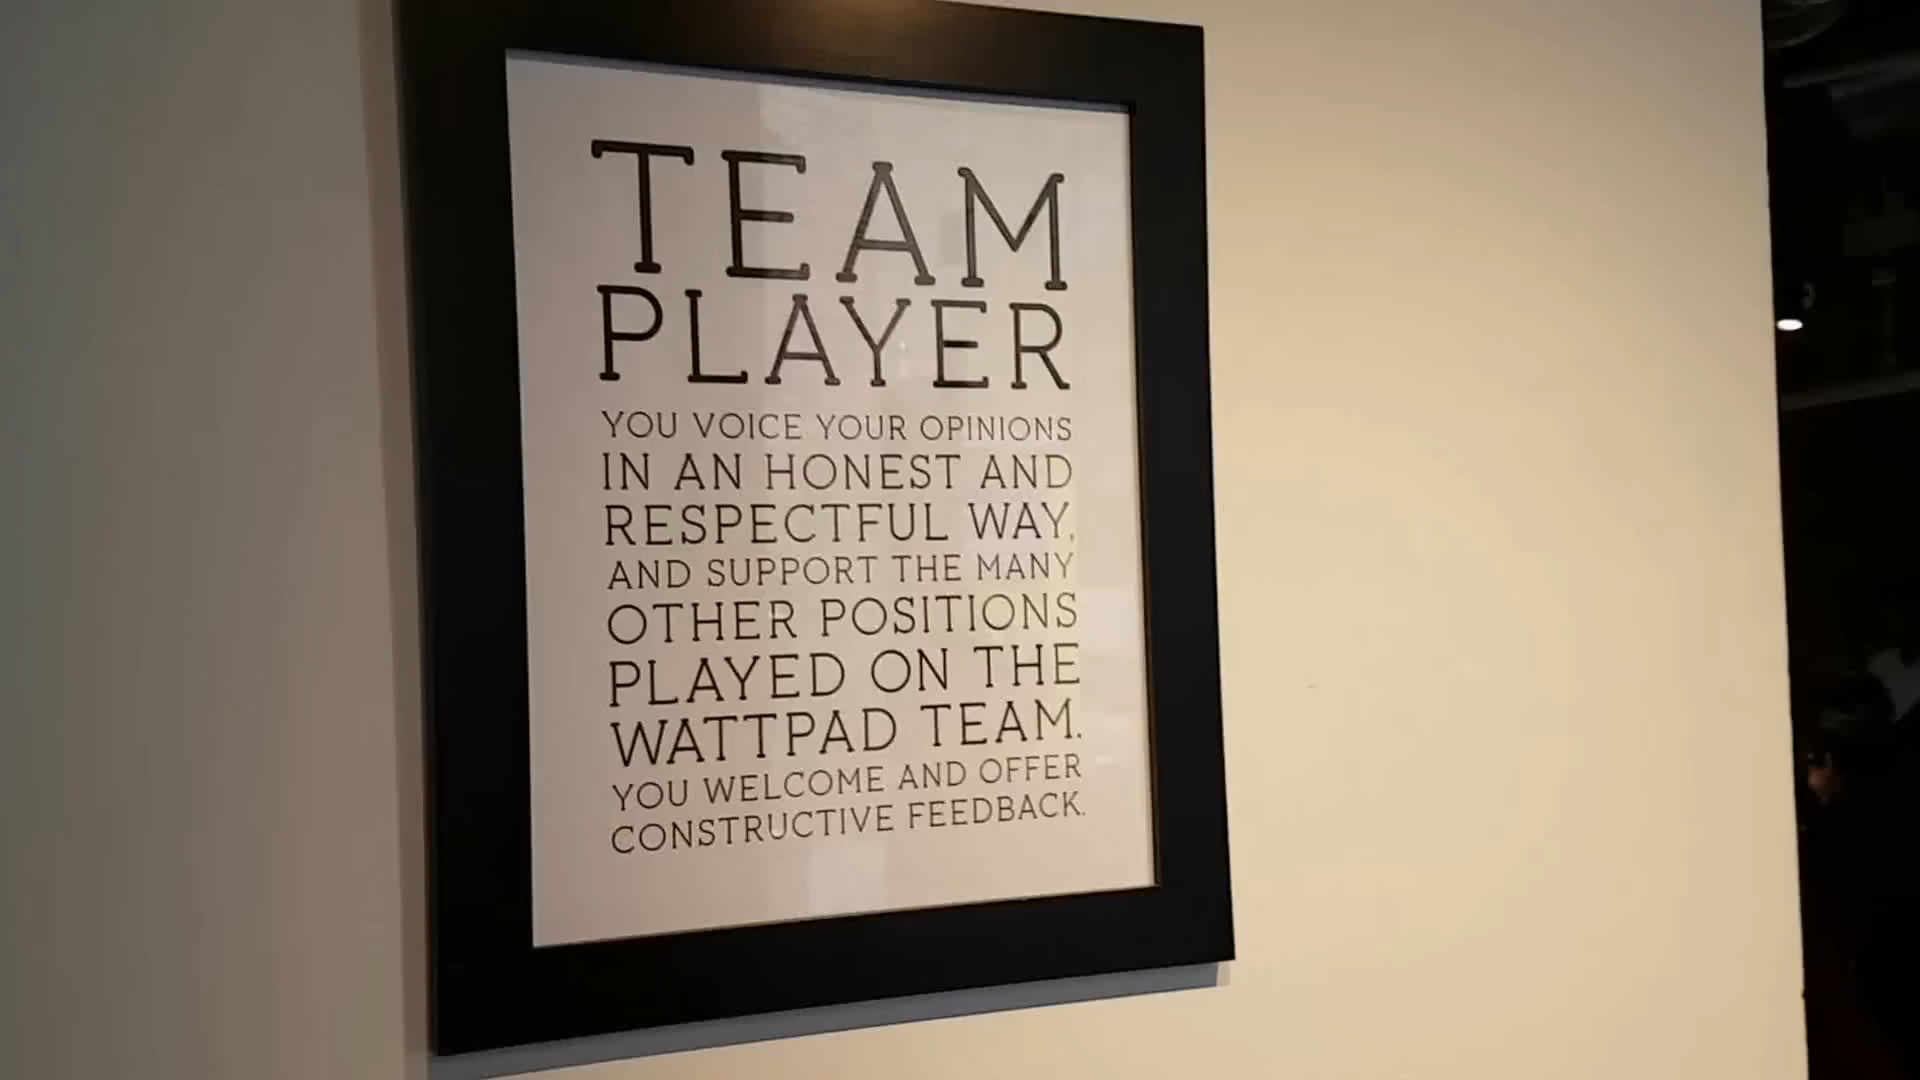 TEAM
PLAYER
YOU VOICE YOUR OPINIONS
IN AN HONEST AND
RESPECTFUL WAY,
AND SUPPORT THE MANY
OTHER POSITIONS
PLAYED ON THE
WATTPAD TEAM.
YOU WELCOME AND OFFER
CONSTRUCTIVE FEEDBACK.